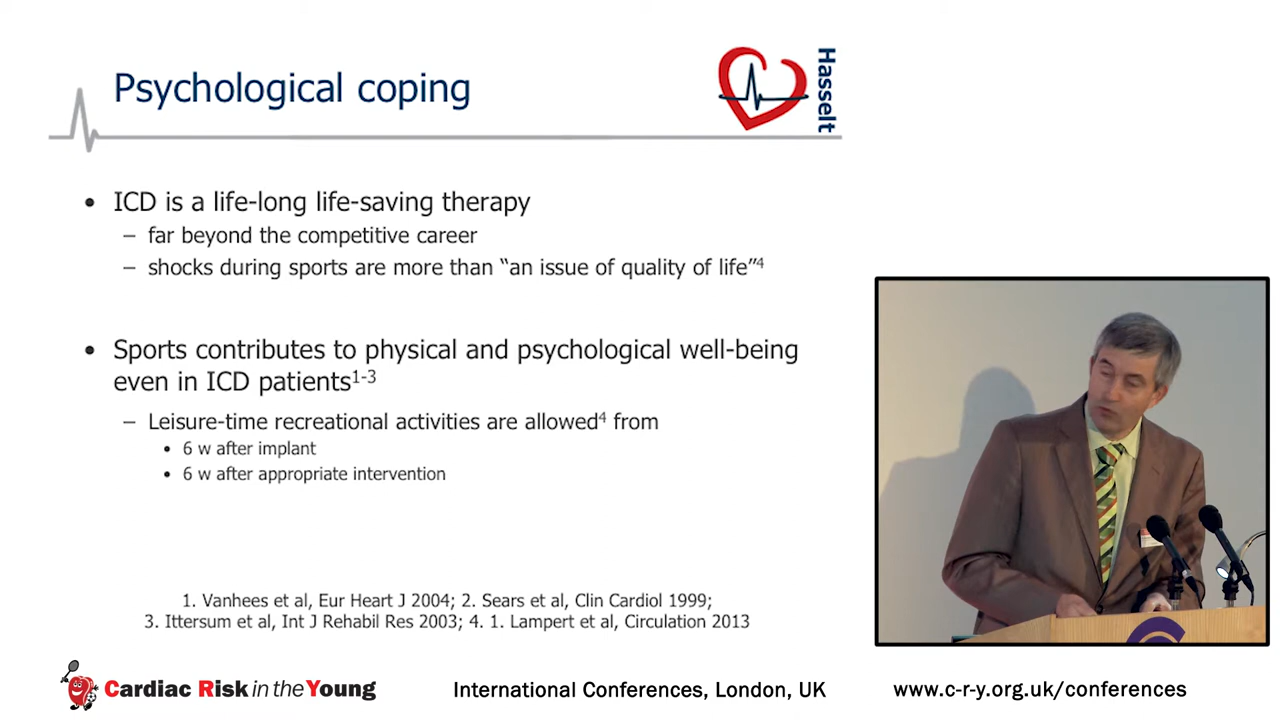 Psychological coping
Hasselt
• ICD is a life-long life-saving therapy
– far beyond the competitive career
– shocks during sports are more than “an issue of quality of life”4
• Sports contributes to physical and psychological well-being
even in ICD patients1-3
– Leisure-time recreational activities are allowed4 from
• 6 w after implant
• 6 w after appropriate intervention
1. Vanhees et al, Eur Heart J 2004; 2. Sears et al, Clin Cardiol 1999;
3. Ittersum et al, Int J Rehabil Res 2003; 4. 1. Lampert et al, Circulation 2013
Cardiac Risk in the Young
International Conferences, London, UK
www.c-r-y.org.uk/conferences